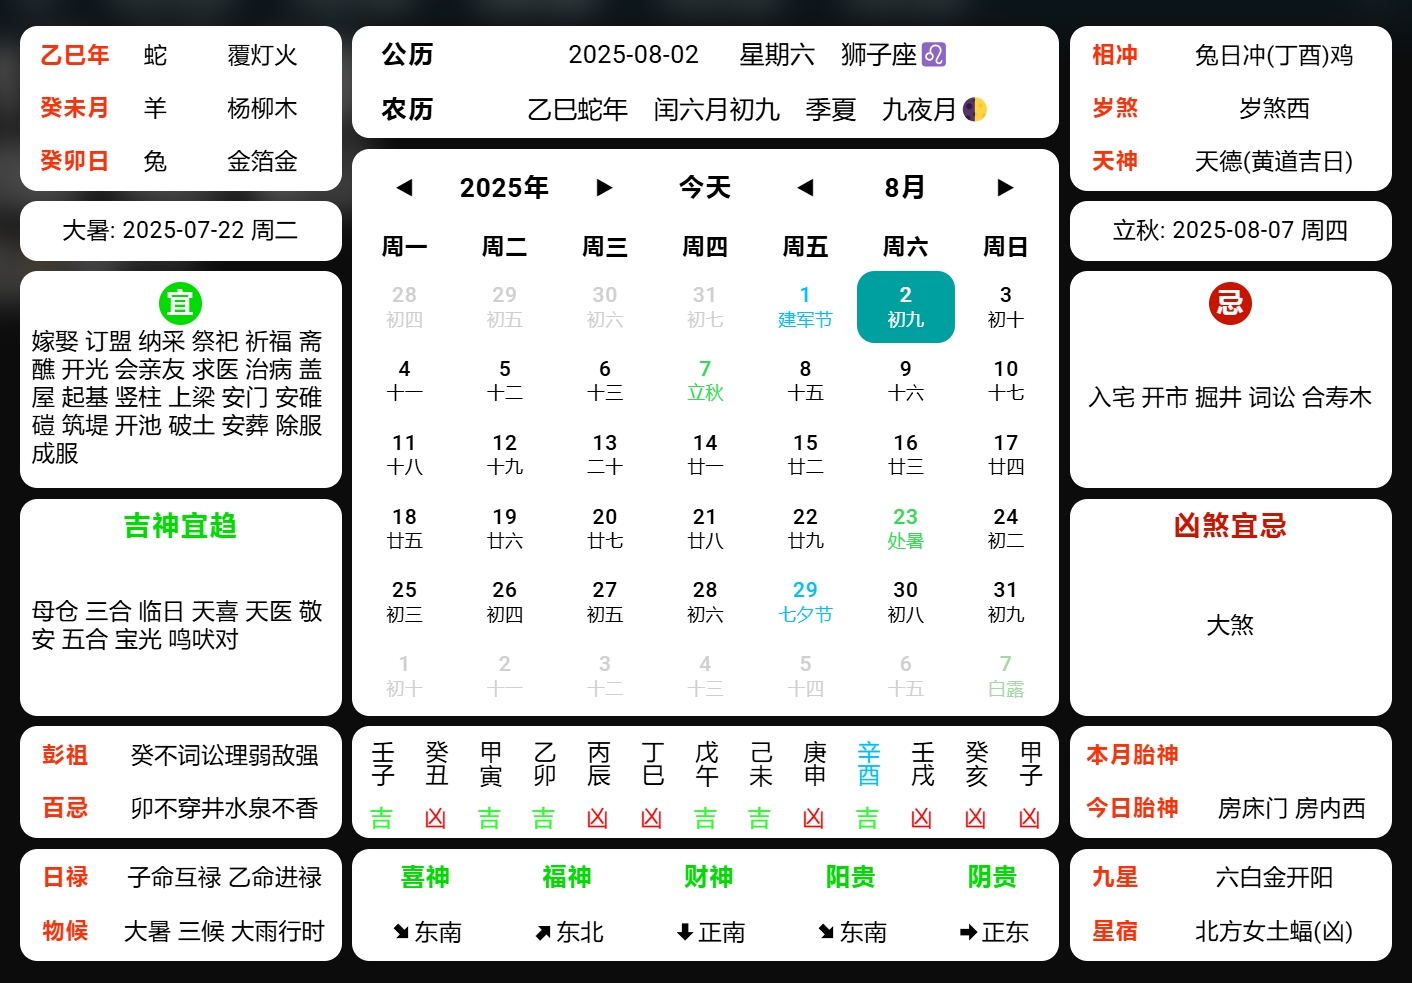 乙巳年 蛇 覆灯火
癸未月 羊 杨柳木
癸卯日 兔 金箔金
公历 2025-08-02 星期六 狮子座♌
农历 乙巳蛇年 闰六月初九 季夏 九夜月🌓
相冲 兔日冲(丁酉)鸡
岁煞 岁煞西
天神 天德(黄道吉日)
大暑: 2025-07-22 周二
立秋: 2025-08-07 周四
宜
嫁娶 订盟 纳采 祭祀 祈福 斋
醮 开光 会亲友 求医 治病 盖
屋 起基 竖柱 上梁 安门 安碓
硙 筑堤 开池 破土 安葬 除服
成服
吉神宜趋
母仓 三合 临日 天喜 天医 敬
安 五合 宝光 鸣吠对
◀ 2025年 ▶ 今天 ◀ 8月 ▶
周一 周二 周三 周四 周五 周六 周日
28 29 30 31 1 2 3
初四 初五 初六 初七 建军节 初九 初十
4 5 6 7 8 9 10
十一 十二 十三 立秋 十五 十六 十七
11 12 13 14 15 16 17
十八 十九 二十 廿一 廿二 廿三 廿四
18 19 20 21 22 23 24
廿五 廿六 廿七 廿八 廿九 处暑 初二
25 26 27 28 29 30 31
初三 初四 初五 初六 七夕节 初八 初九
1 2 3 4 5 6 7
初十 十一 十二 十三 十四 十五 白露
忌
入宅 开市 掘井 词讼 合寿木
凶煞宜忌
大煞
彭祖 癸不词讼理弱敌强
百忌 卯不穿井水泉不香
壬子 癸丑 甲寅 乙卯 丙辰 丁巳 戊午 己未 庚申 辛酉 壬戌 癸亥 甲子
吉 凶 吉 吉 凶 凶 吉 吉 凶 吉 凶 凶 凶
本月胎神
今日胎神 房床门 房内西
日禄 子命互禄 乙命进禄
物候 大暑 三候 大雨行时
喜神 福神 财神 阳贵 阴贵
东南 东北 正南 东南 正东
九星 六白金开阳
星宿 北方女土蝠(凶)